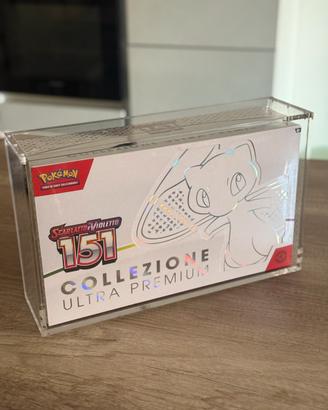 POKÉMON
SCARLATTO E VIOLETTO
151
COLLEZIONE
ULTRA PREMIUM